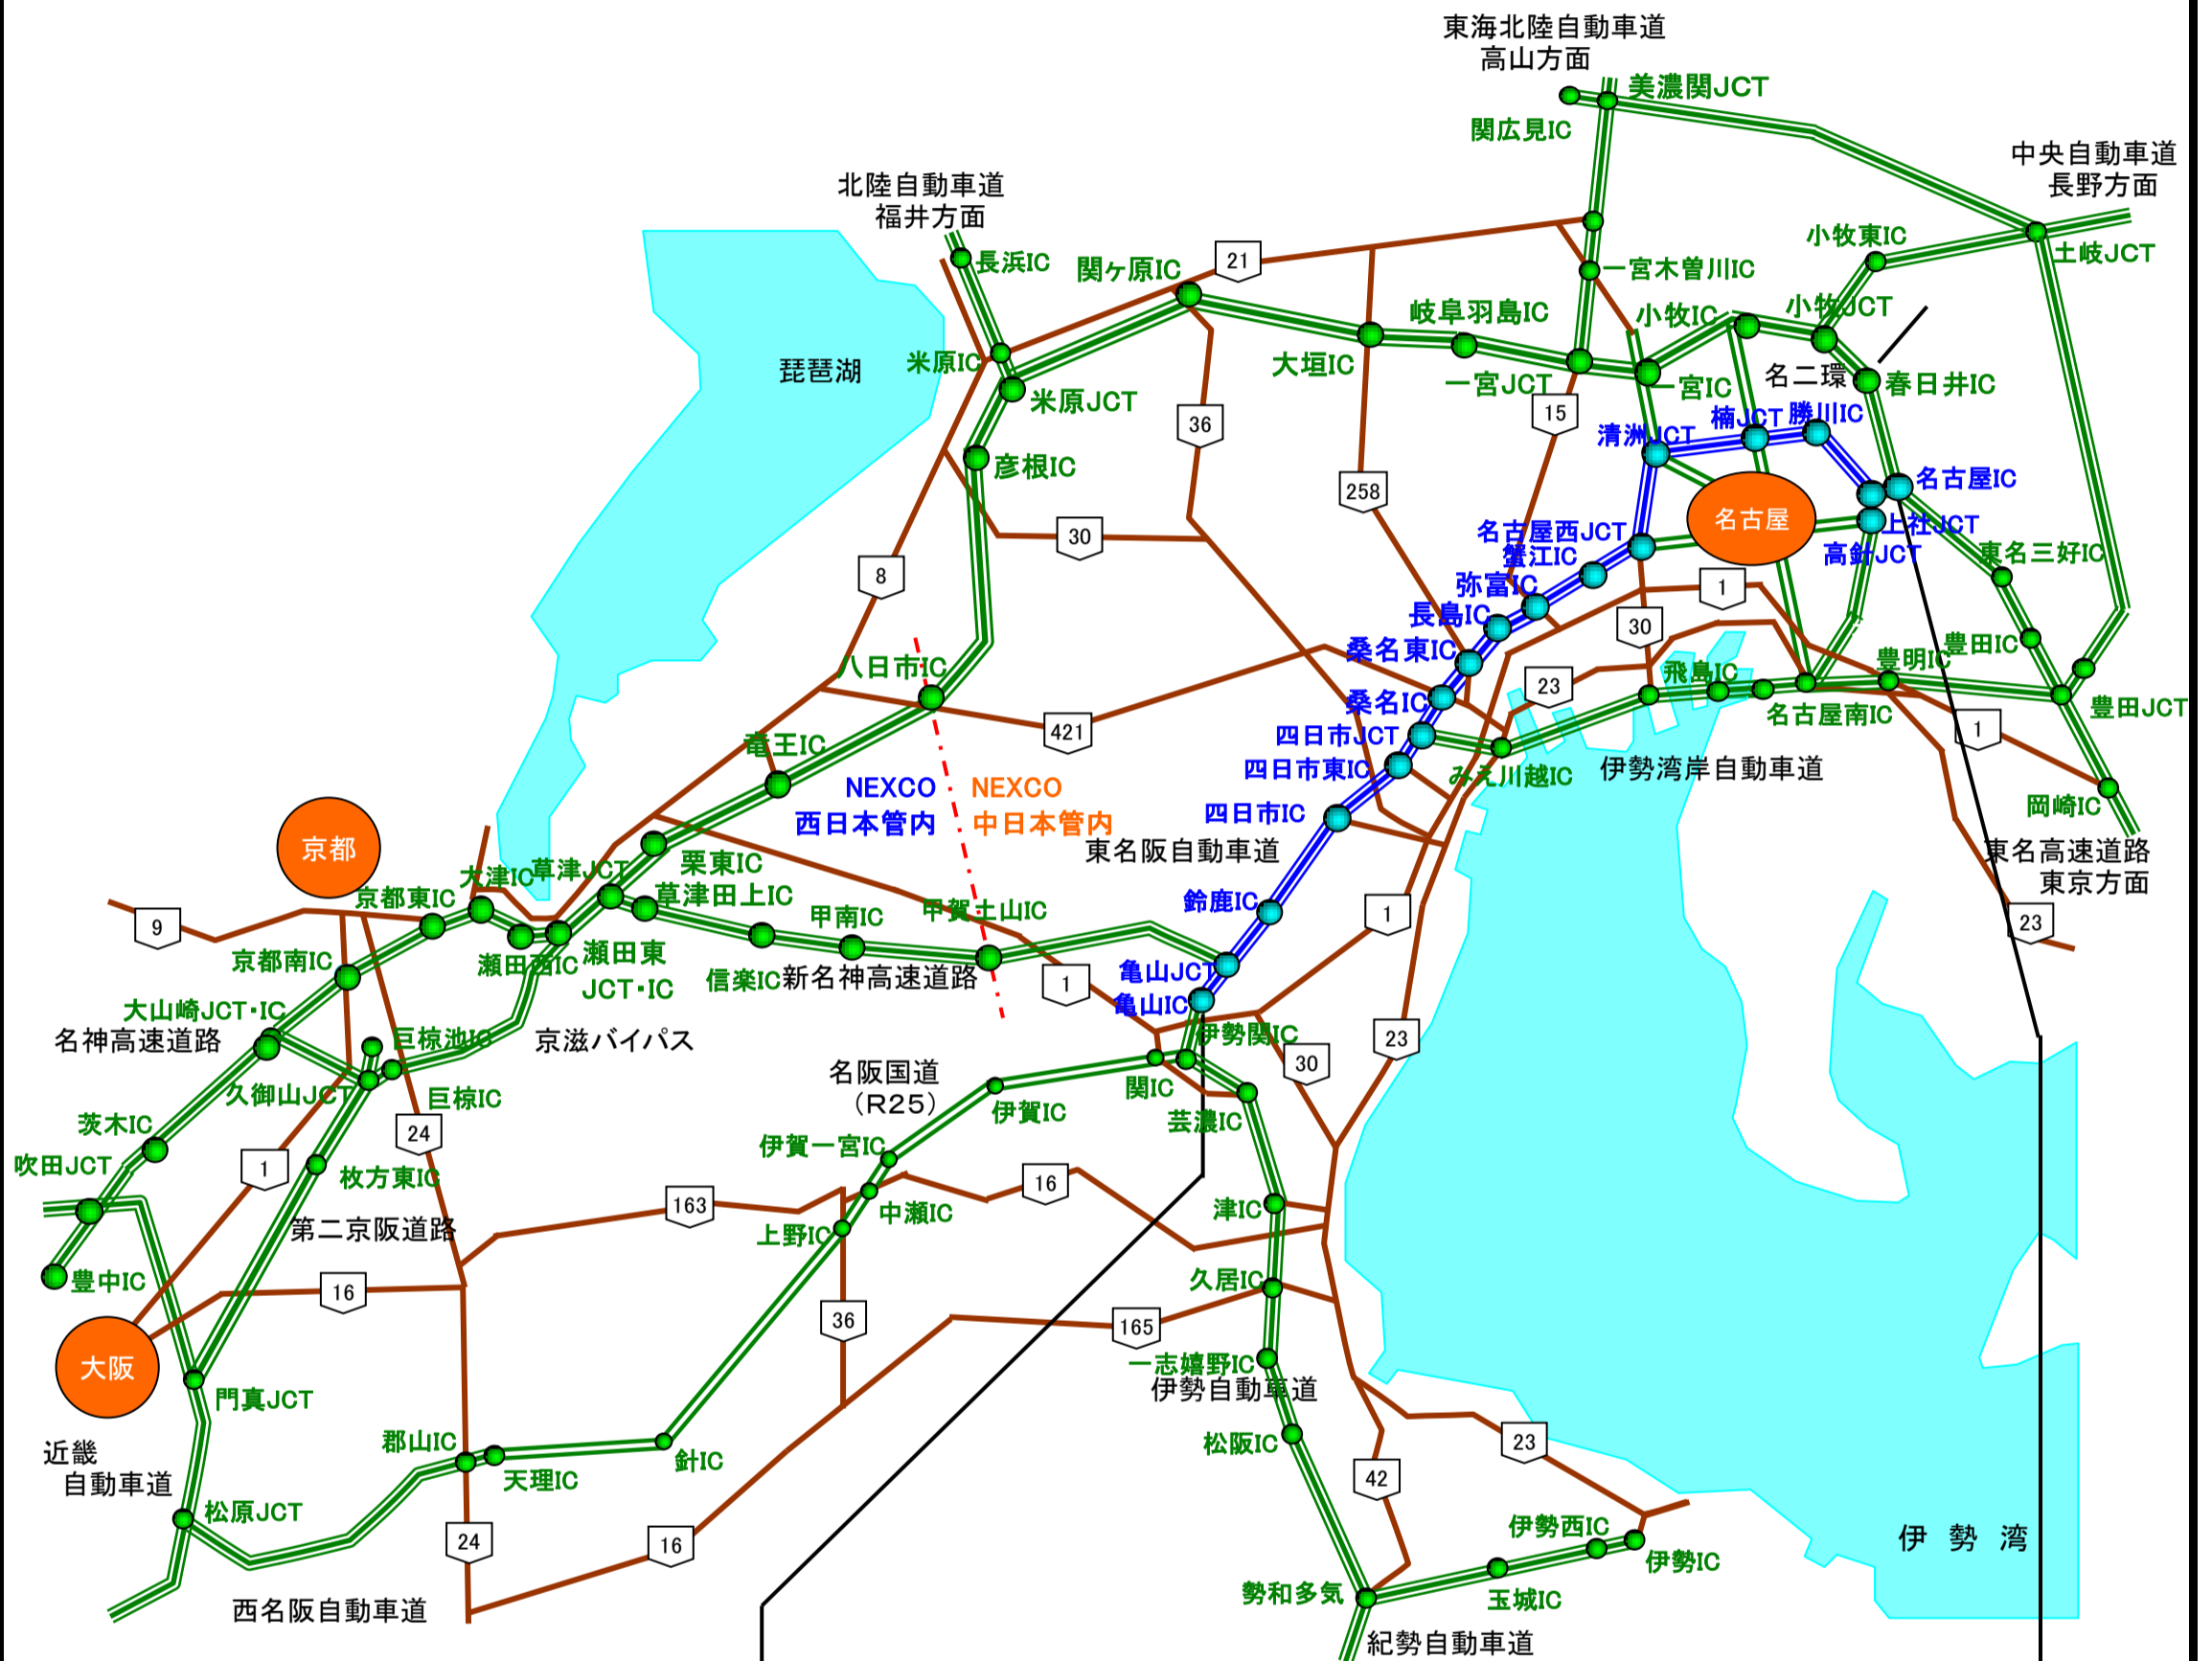 東海北陸自動車道
高山方面
美濃関JCT
関広見IC
中央自動車道
長野方面
北陸自動車道
福井方面
小牧東IC
土岐JCT
長浜IC
関ヶ原IC
21
一宮木曽川IC
岐阜羽島IC
小牧IC
小牧JCT
米原IC
琵琶湖
大垣IC
一宮JCT
一宮IC
名二環
春日井IC
米原JCT
36
15
楠JCT
勝川IC
清洲JCT
彦根IC
258
名古屋IC
名古屋
30
名古屋西JCT
上社JCT
蟹江IC
高針JCT
東名三好IC
8
弥富IC
1
長島IC
30
桑名東IC
豊田IC
八日市IC
飛島IC
豊明IC
23
桑名IC
名古屋南IC
豊田JCT
421
四日市JCT
1
竜王IC
四日市東IC
みえ川越IC
伊勢湾岸自動車道
NEXCO
西日本管内
NEXCO
中日本管内
四日市IC
岡崎IC
京都
東名阪自動車道
東名高速道路
東京方面
大津IC
草津JCT
栗東IC
京都東IC
草津田上IC
鈴鹿IC
9
甲南IC
甲賀土山IC
1
23
京都南IC
瀬田西IC
瀬田東
JCT・IC
信楽IC
新名神高速道路
1
亀山JCT
亀山IC
大山崎JCT・IC
名神高速道路
巨椋池IC
京滋バイパス
伊勢関IC
23
30
名阪国道
（R25）
久御山JCT
巨椋IC
関IC
伊賀IC
芸濃IC
茨木IC
24
伊賀一宮IC
吹田JCT
1
枚方東IC
163
16
中瀬IC
津IC
第二京阪道路
上野IC
豊中IC
16
久居IC
36
165
大阪
一志嬉野IC
伊勢自動車道
門真JCT
近畿
自動車道
郡山IC
天理IC
針IC
松阪IC
23
42
松原JCT
24
16
伊勢西IC
伊勢IC
伊 勢 湾
勢和多気
玉城IC
西名阪自動車道
紀勢自動車道